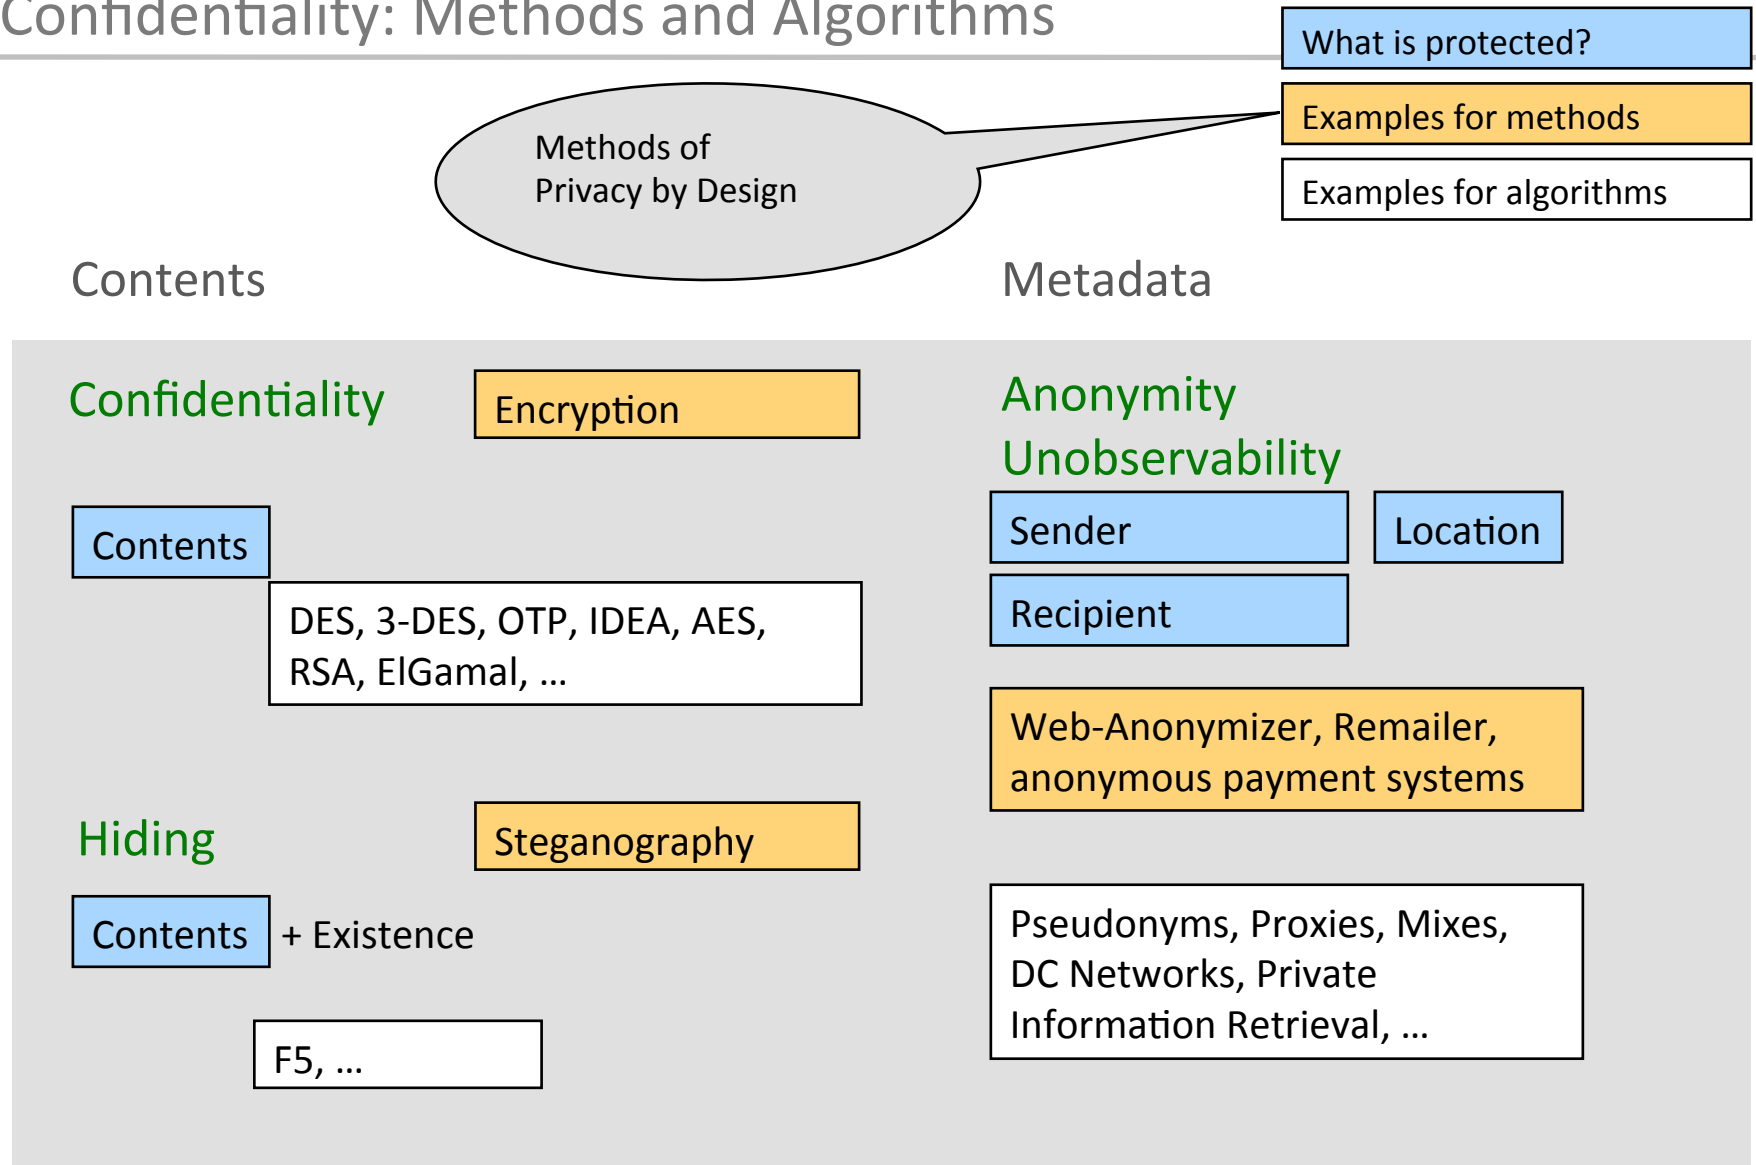 Confidentiality: Methods and Algorithms
What is protected?
Examples for methods
Examples for algorithms
Methods of
Privacy by Design
Contents
Metadata
Confidentiality
Encryption
Contents
DES, 3-DES, OTP, IDEA, AES,
RSA, ElGamal, ...
Hiding
Steganography
Contents + Existence
F5, ...
Anonymity
Unobservability
Sender
Location
Recipient
Web-Anonymizer, Remailer,
anonymous payment systems
Pseudonyms, Proxies, Mixes,
DC Networks, Private
Information Retrieval, ...